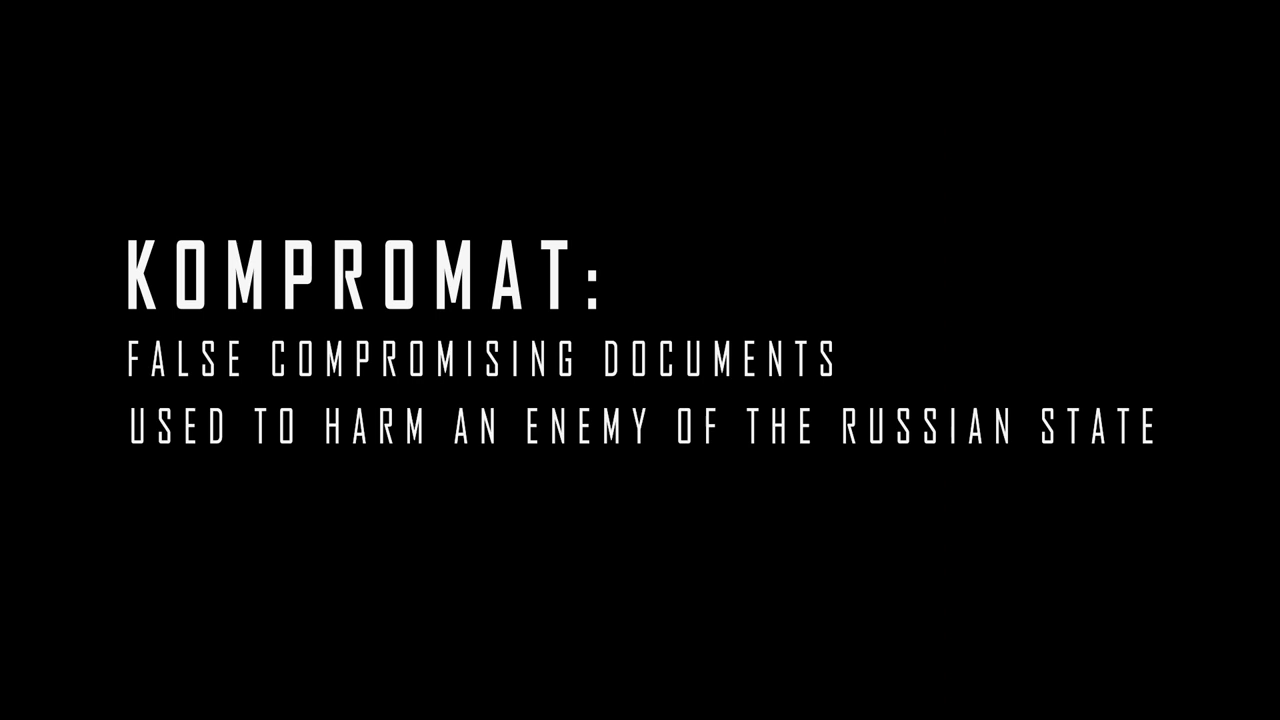 KOMPROMAT:
FALSE COMPROMISING DOCUMENTS
USED TO HARM AN ENEMY OF THE RUSSIAN STATE